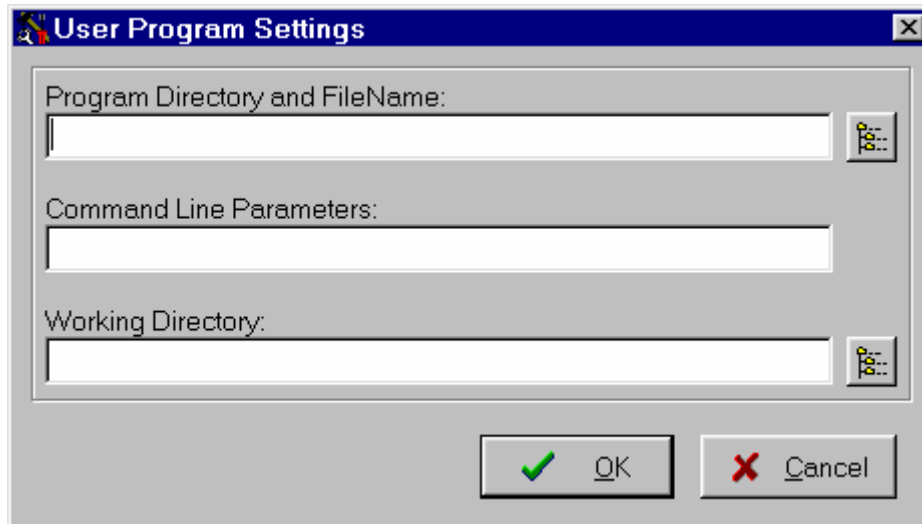 User Program Settings
Program Directory and FileName:
Command Line Parameters:
Working Directory:
OK Cancel